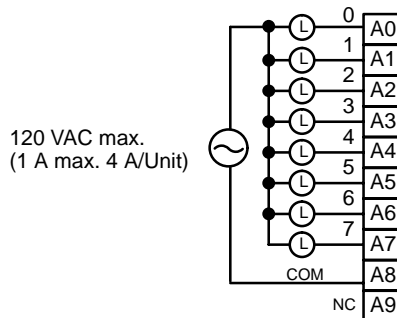 0 L A0
1 L A1
2 L A2
3 L A3
120 VAC max.
(1 A max. 4 A/Unit)
4 L A4
5 L A5
6 L A6
7 L A7
COM A8
NC A9